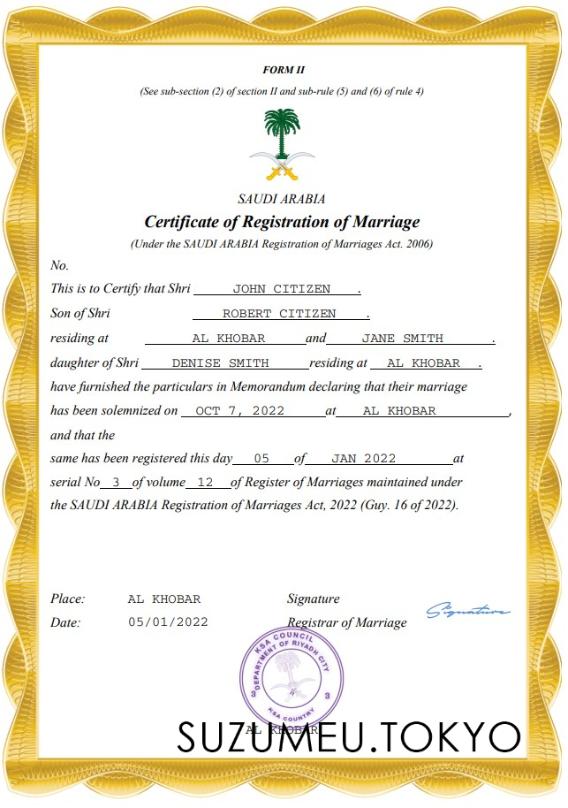 FORM II
(See sub-section (2) of section II and sub-rule (5) and (6) of rule 4)
SAUDI ARABIA
Certificate of Registration of Marriage
(Under the SAUDI ARABIA Registration of Marriages Act. 2006)
No.
This is to Certify that Shri JOHN CITIZEN .
Son of Shri ROBERT CITIZEN .
residing at AL KHOBAR and JANE SMITH .
daughter of Shri DENISE SMITH residing at AL KHOBAR .
have furnished the particulars in Memorandum declaring that their marriage
has been solemnized on OCT 7, 2022 at AL KHOBAR ,
and that the
same has been registered this day 05 of JAN 2022 at
serial No 3 of volume 12 of Register of Marriages maintained under
the SAUDI ARABIA Registration of Marriages Act, 2022 (Guy. 16 of 2022).
Place: AL KHOBAR Signature
Signature
Date: 05/01/2022 Registrar of Marriage
KSA COUNCIL
DEPARTMENT OF RIYADH CITY
3 3
KSA COUNTRY
AL KHOBAR
SUZUMEU.TOKYO